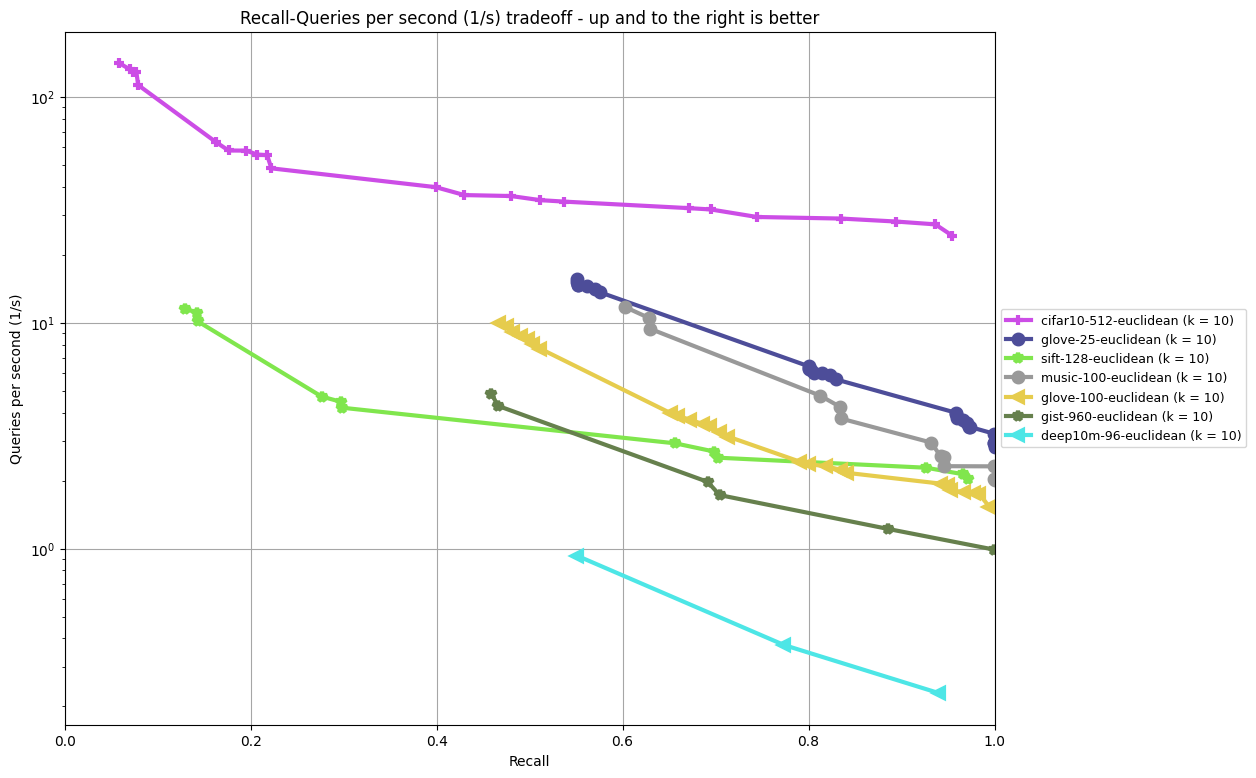 Recall-Queries per second (1/s) tradeoff - up and to the right is better
Queries per second (1/s)
10²
10¹
10⁰
0.0 0.2 0.4 0.6 0.8 1.0
Recall
cifar10-512-euclidean (k = 10)
glove-25-euclidean (k = 10)
sift-128-euclidean (k = 10)
music-100-euclidean (k = 10)
glove-100-euclidean (k = 10)
gist-960-euclidean (k = 10)
deep10m-96-euclidean (k = 10)